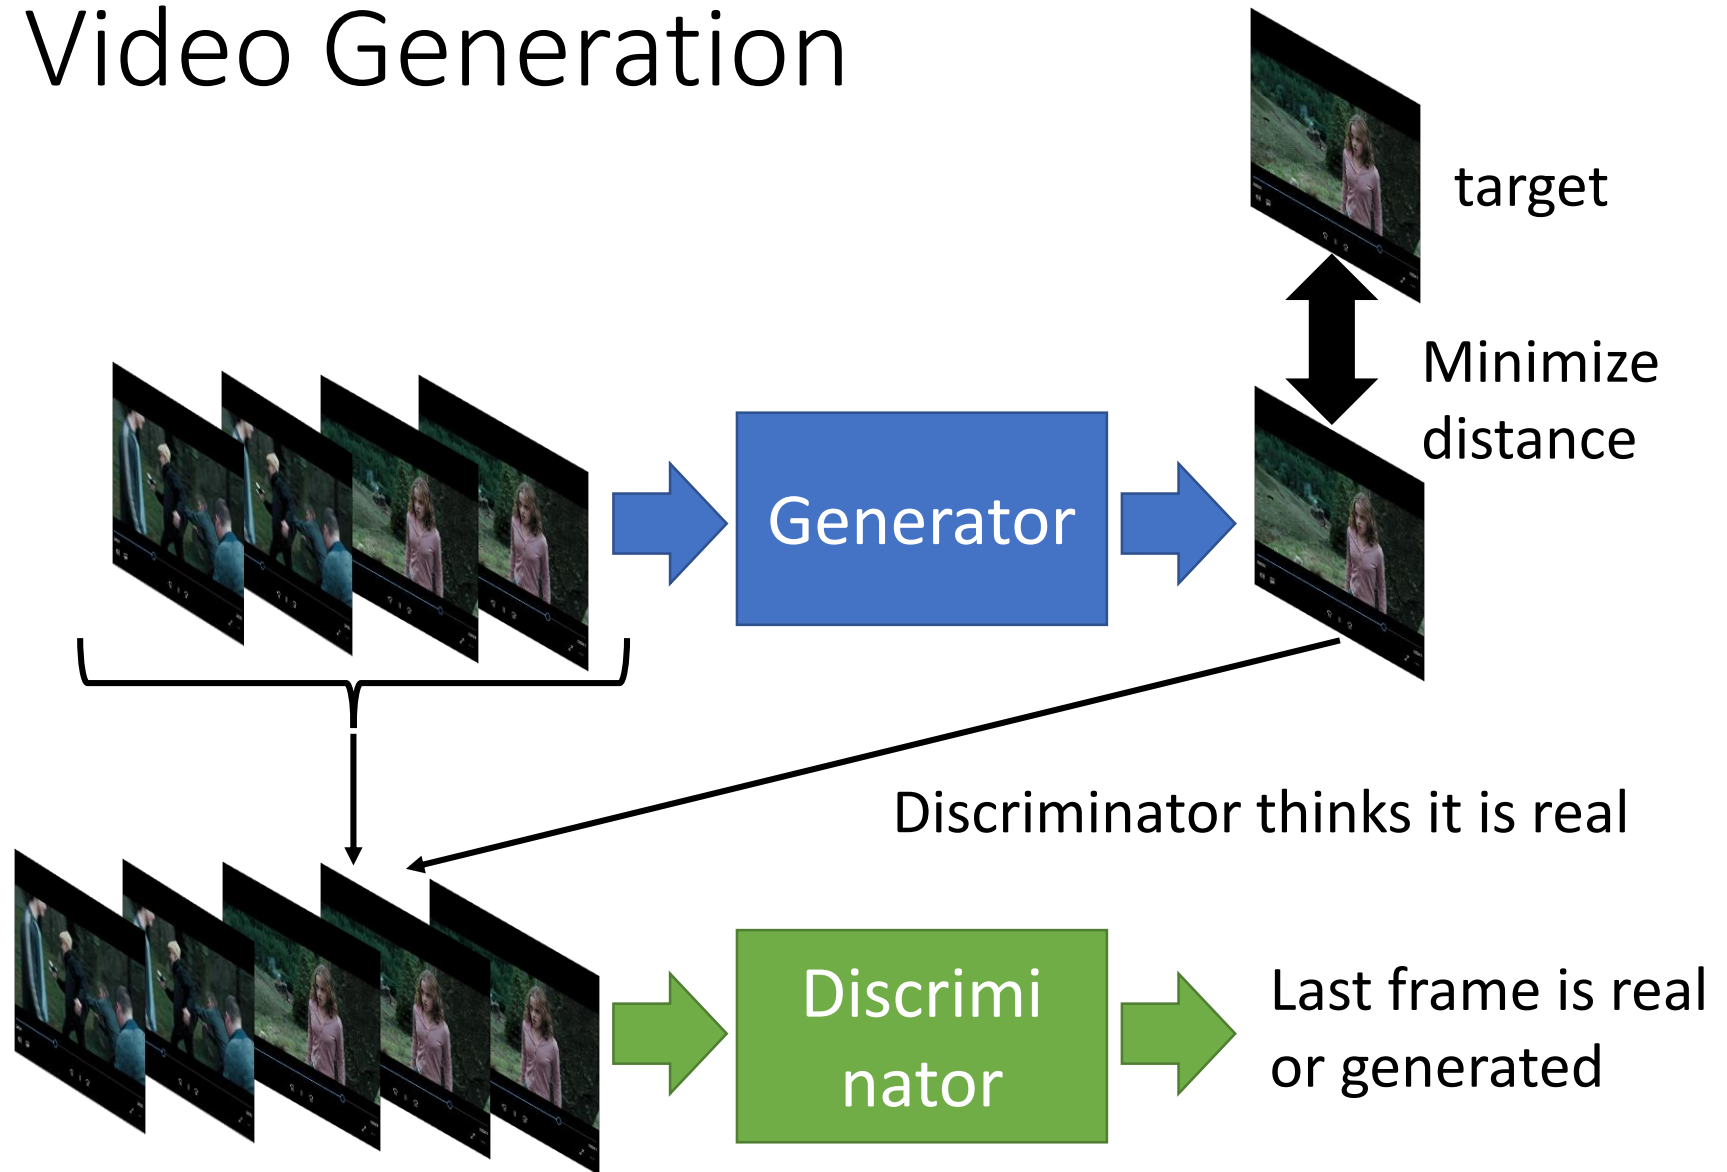 Video Generation
target
Minimize
distance
Generator
Discriminator thinks it is real
Discrimi
nator
Last frame is real
or generated